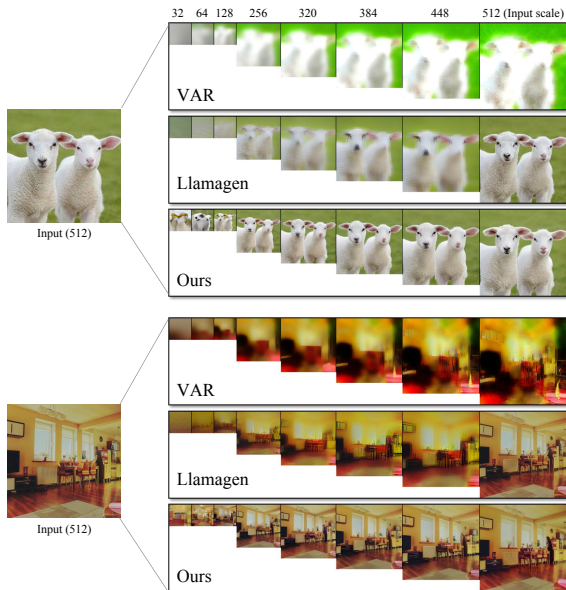 32 64 128 256 320 384 448 512 (Input scale)
VAR
Llamagen
Input (512)
Ours
VAR
Llamagen
Input (512)
Ours